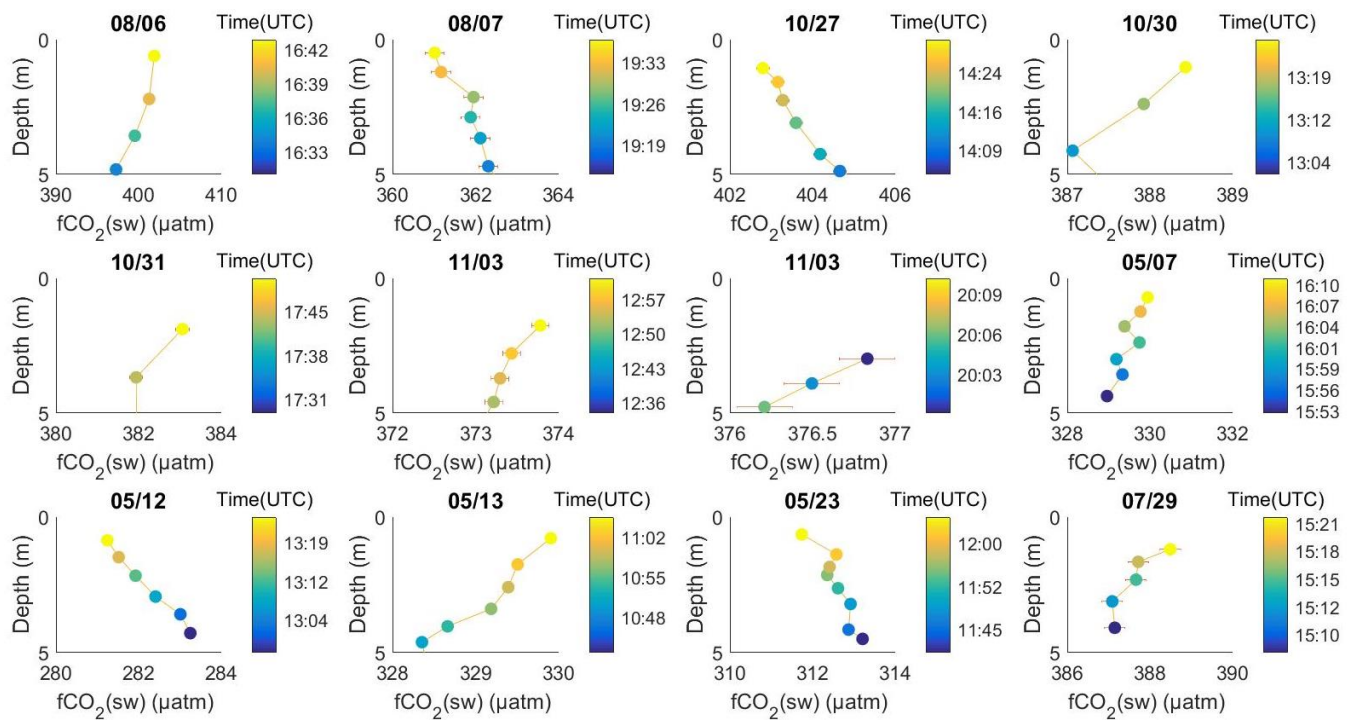 08/06 Time(UTC) 08/07 Time(UTC) 10/27 Time(UTC) 10/30 Time(UTC)
0 16:42 0 19:33 0 14:24 0 13:19
Depth (m) 16:39 Depth (m) 19:26 Depth (m) 14:16 Depth (m) 13:12
16:36 19:19 14:09 13:04
16:33
5 5 5 5
390 400 410 360 362 364 402 404 406 387 388 389
fCO2(sw) (µatm) fCO2(sw) (µatm) fCO2(sw) (µatm) fCO2(sw) (µatm)
10/31 Time(UTC) 11/03 Time(UTC) 11/03 Time(UTC) 05/07 Time(UTC)
0 17:45 0 12:57 0 20:09 0 16:10
Depth (m) 17:38 Depth (m) 12:50 Depth (m) 20:06 Depth (m) 16:07
17:31 12:43 20:03 16:04
12:36 16:01
15:59
15:56
15:53
5 5 5 5
380 382 384 372 373 374 376 376.5 377 328 330 332
fCO2(sw) (µatm) fCO2(sw) (µatm) fCO2(sw) (µatm) fCO2(sw) (µatm)
05/12 Time(UTC) 05/13 Time(UTC) 05/23 Time(UTC) 07/29 Time(UTC)
0 13:19 0 11:02 0 12:00 0 15:21
Depth (m) 13:12 Depth (m) 10:55 Depth (m) 11:52 Depth (m) 15:18
13:04 10:48 11:45 15:15
15:12
15:10
5 5 5 5
280 282 284 328 329 330 310 312 314 386 388 390
fCO2(sw) (µatm) fCO2(sw) (µatm) fCO2(sw) (µatm) fCO2(sw) (µatm)